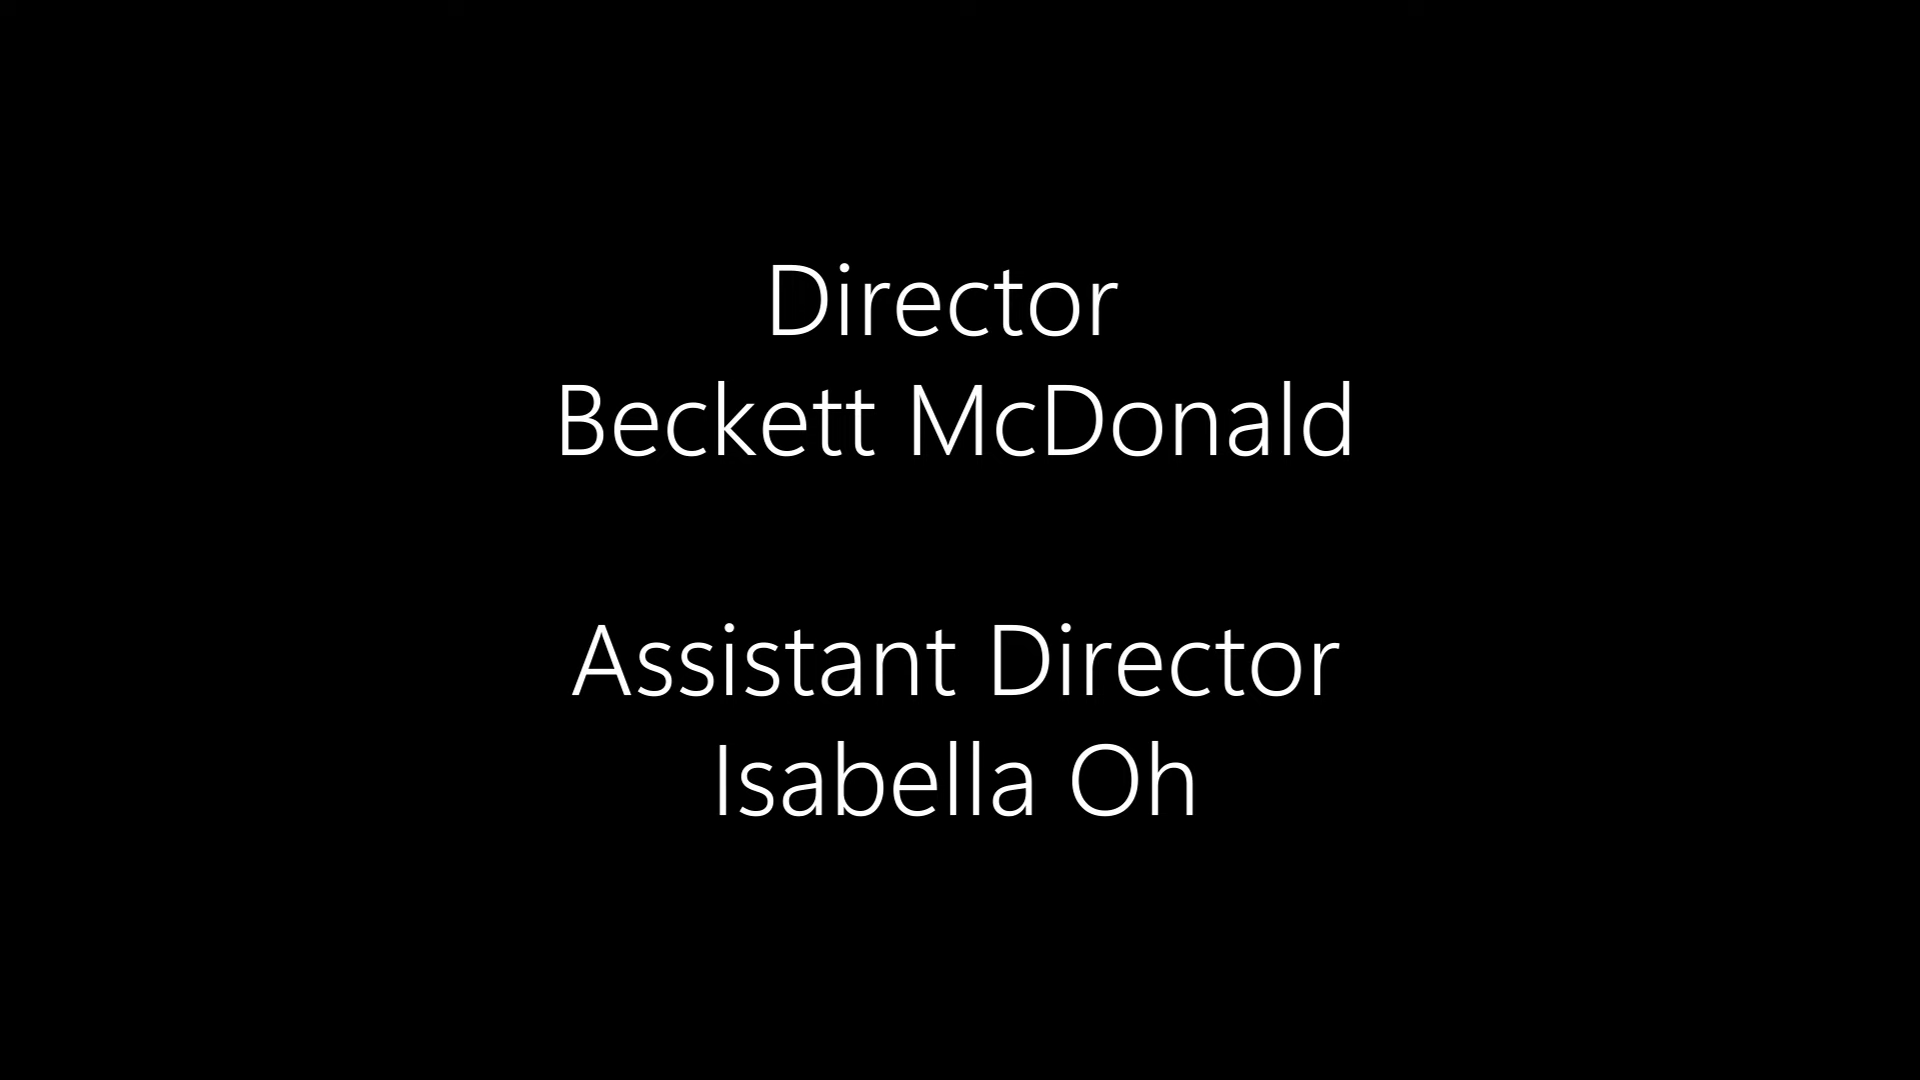 Director
Beckett McDonald
Assistant Director
Isabella Oh